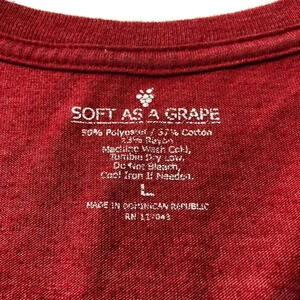 SOFT AS A GRAPE
50% Polyester / 37% Cotton
13% Rayon
Machine Wash Cold,
Tumble Dry Low.
Do Not Bleach,
Cool Iron If Needed.
L
MADE IN DOMINICAN REPUBLIC
RN